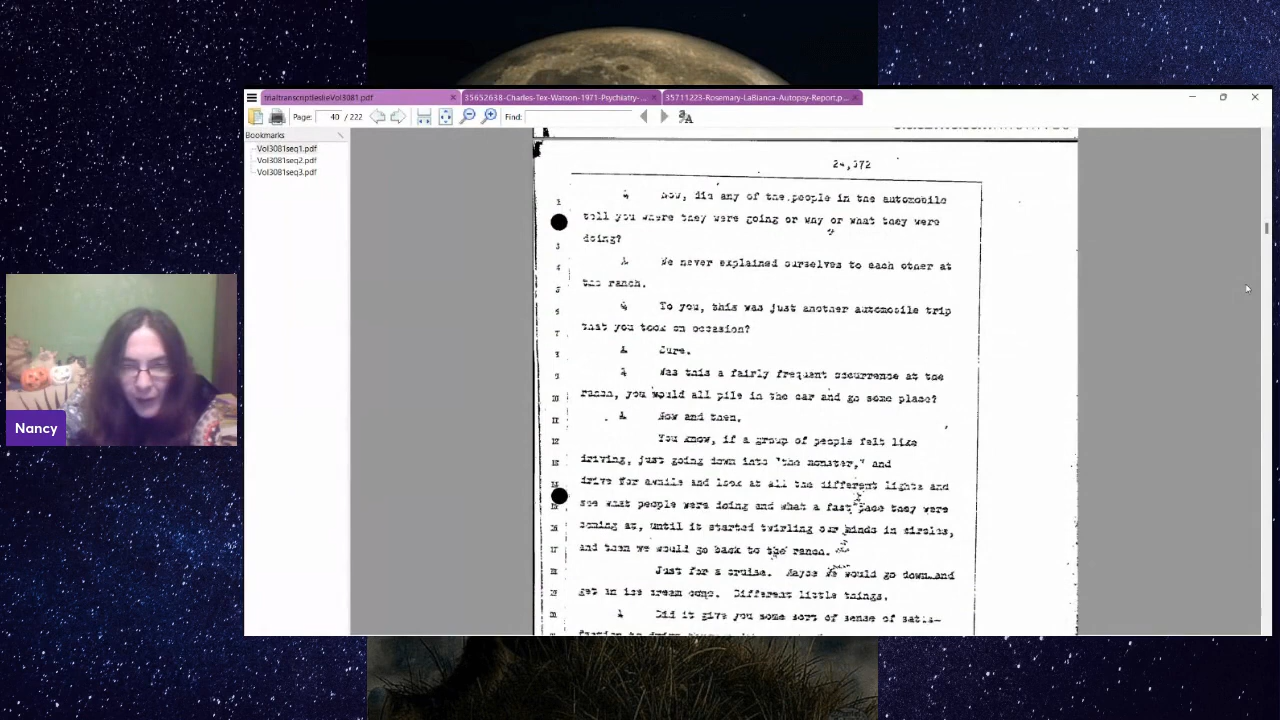 trialtranscriptleslieVol3081.pdf
35652638-Charles-Tex-Watson-1971-Psychiatry-...
35711223-Rosemary-LaBianca-Autopsy-Report.p...
Page: 40 / 222
Find:
Bookmarks
Vol3081seq1.pdf
Vol3081seq2.pdf
Vol3081seq3.pdf
Nancy
24,372
Q Now, did any of the people in the automobile
tell you where they were going or why or what they were
doing?
A We never explained ourselves to each other at
the ranch.
Q To you, this was just another automobile trip
that you took on occasion?
A Sure.
Q Was this a fairly frequent occurrence at the
ranch, you would all pile in the car and go some place?
A Now and then.
You know, if a group of people felt like
driving, just going down into "the monster," and
drive for awhile and look at all the different lights and
see what people were doing and what a fast pace they were
coming at, until it started twirling our minds in circles,
and then we would go back to the ranch.
Just for a cruise. Maybe we would go down and
get an ice cream cone. Different little things.
Q Did it give you some sort of sense of satis-